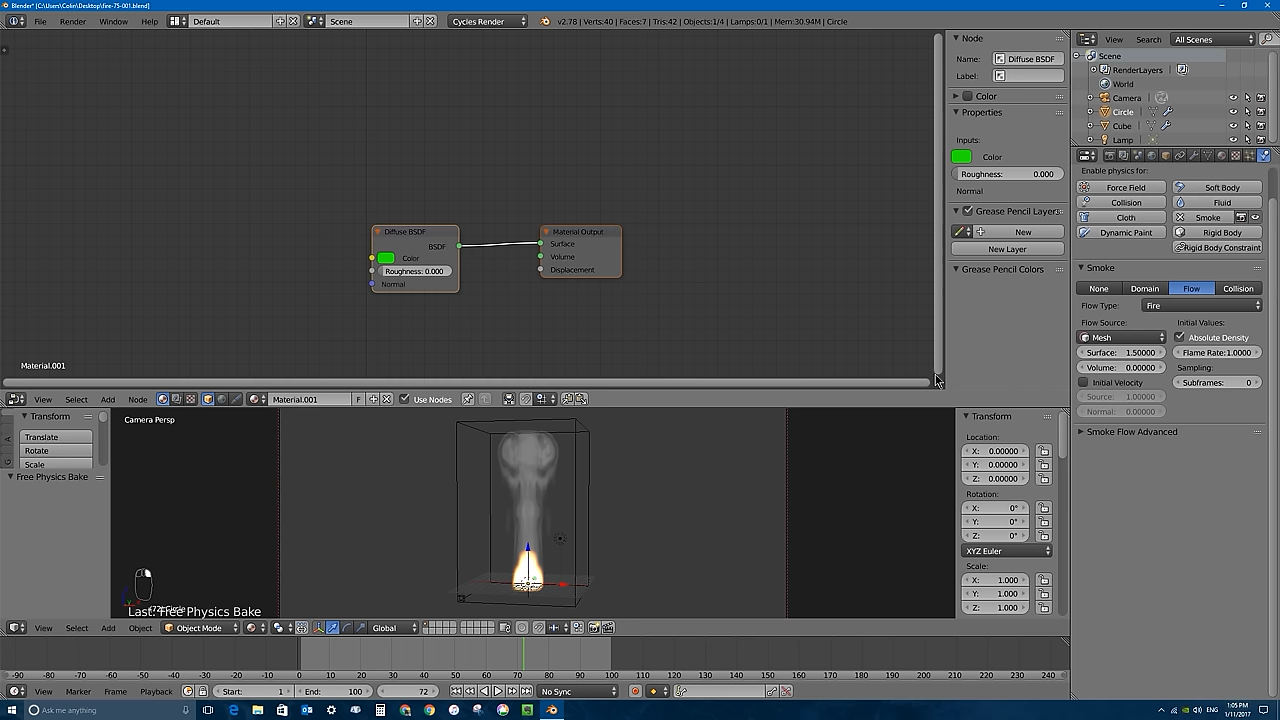 Blender* [C:\Users\Colin\Desktop\fire-75-001.blend]
File Render Window Help Default Scene Cycles Render v2.78 | Verts:40 | Faces:7 | Tris:42 | Objects:1/4 | Lamps:0/1 | Mem:30.94M | Circle
View Search All Scenes
Node
Name: Diffuse BSDF
Label:
Color
Properties
Inputs:
Color
Roughness: 0.000
Normal
Grease Pencil Layers
New
New Layer
Grease Pencil Colors
Diffuse BSDF
BSDF
Color
Roughness: 0.000
Normal
Material Output
Surface
Volume
Displacement
Material.001
View Select Add Node Material.001 F Use Nodes
Scene
RenderLayers
World
Camera
Circle
Cube
Lamp
Enable physics for:
Force Field Soft Body
Collision Fluid
Cloth Smoke
Dynamic Paint Rigid Body
Rigid Body Constraint
Smoke
None Domain Flow Collision
Flow Type: Fire
Flow Source: Initial Values:
Mesh Absolute Density
Surface: 1.50000 Flame Rate:1.0000
Volume: 0.00000 Sampling:
Initial Velocity Subframes: 0
Source: 1.00000
Normal: 0.00000
Smoke Flow Advanced
Transform
Translate
Rotate
Scale
Free Physics Bake
Camera Persp
(72) Circle
Last: Free Physics Bake
Transform
Location:
X: 0.00000
Y: 0.00000
Z: 0.00000
Rotation:
X: 0°
Y: 0°
Z: 0°
XYZ Euler
Scale:
X: 1.000
Y: 1.000
Z: 1.000
View Select Add Object Object Mode Global
-90 -80 -70 -60 -50 -40 -30 -20 -10 0 10 20 30 40 50 60 70 80 90 100 110 120 130 140 150 160 170 180 190 200 210 220 230 240
View Marker Frame Playback Start: 1 End: 100 72 No Sync
Ask me anything
ENG
1:05 PM
1/11/2017